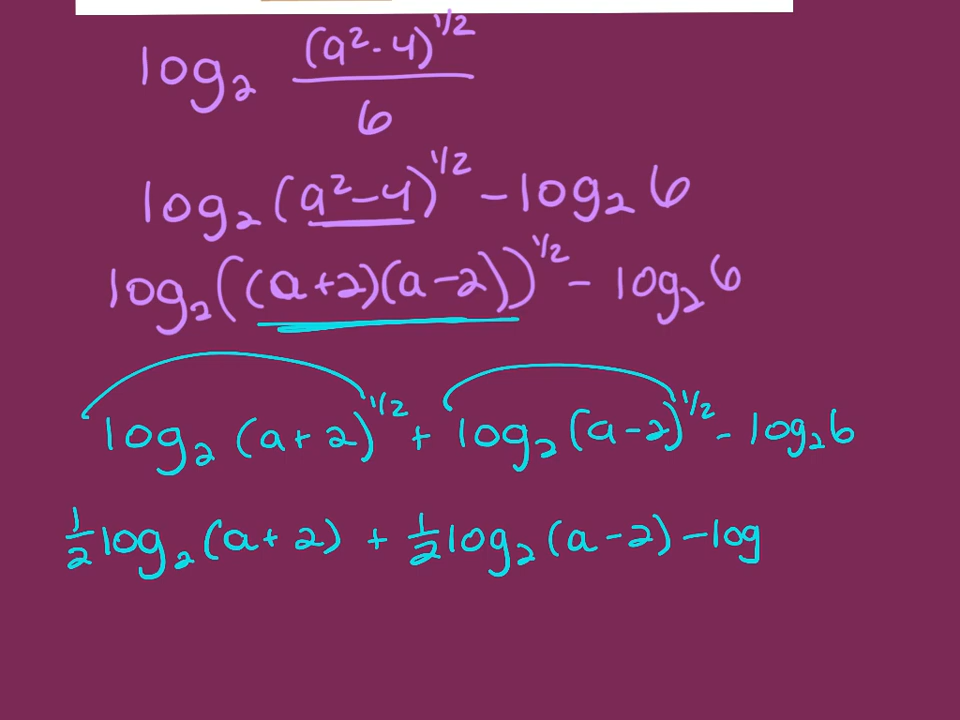 log₂ (a²-4)^1/2 / 6
log₂ (a²-4)^1/2 - log₂ 6
log₂ ((a+2)(a-2))^1/2 - log₂ 6
log₂ (a+2)^1/2 + log₂ (a-2)^1/2 - log₂ 6
1/2 log₂ (a+2) + 1/2 log₂ (a-2) - log